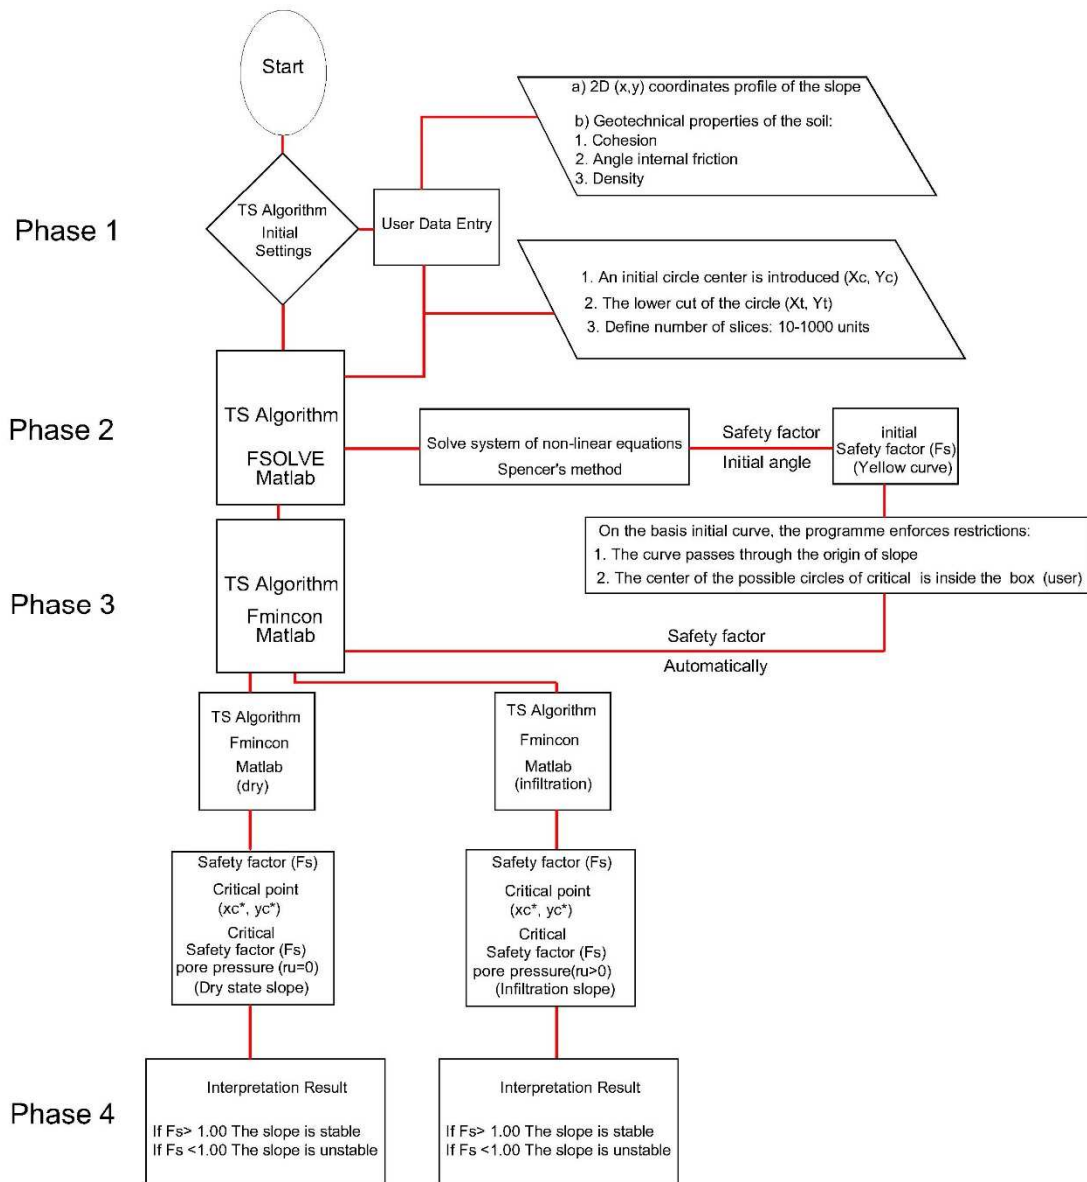 Start
a) 2D (x,y) coordinates profile of the slope
b) Geotechnical properties of the soil:
1. Cohesion
2. Angle internal friction
3. Density
Phase 1
TS Algorithm
Initial
Settings
User Data Entry
1. An initial circle center is introduced (Xc, Yc)
2. The lower cut of the circle (Xt, Yt)
3. Define number of slices: 10-1000 units
Phase 2
TS Algorithm
FSOLVE
Matlab
Solve system of non-linear equations
Spencer's method
Safety factor
Initial angle
initial
Safety factor (Fs)
(Yellow curve)
On the basis initial curve, the programme enforces restrictions:
1. The curve passes through the origin of slope
2. The center of the possible circles of critical is inside the box (user)
Phase 3
TS Algorithm
Fmincon
Matlab
Safety factor
Automatically
TS Algorithm
Fmincon
Matlab
(dry)
TS Algorithm
Fmincon
Matlab
(infiltration)
Safety factor (Fs)
Critical point
(xc*, yc*)
Critical
Safety factor (Fs)
pore pressure (ru=0)
(Dry state slope)
Safety factor (Fs)
Critical point
(xc*, yc*)
Critical
Safety factor (Fs)
pore pressure(ru>0)
(Infiltration slope)
Phase 4
Interpretation Result
If Fs> 1.00 The slope is stable
If Fs <1.00 The slope is unstable
Interpretation Result
If Fs> 1.00 The slope is stable
If Fs <1.00 The slope is unstable